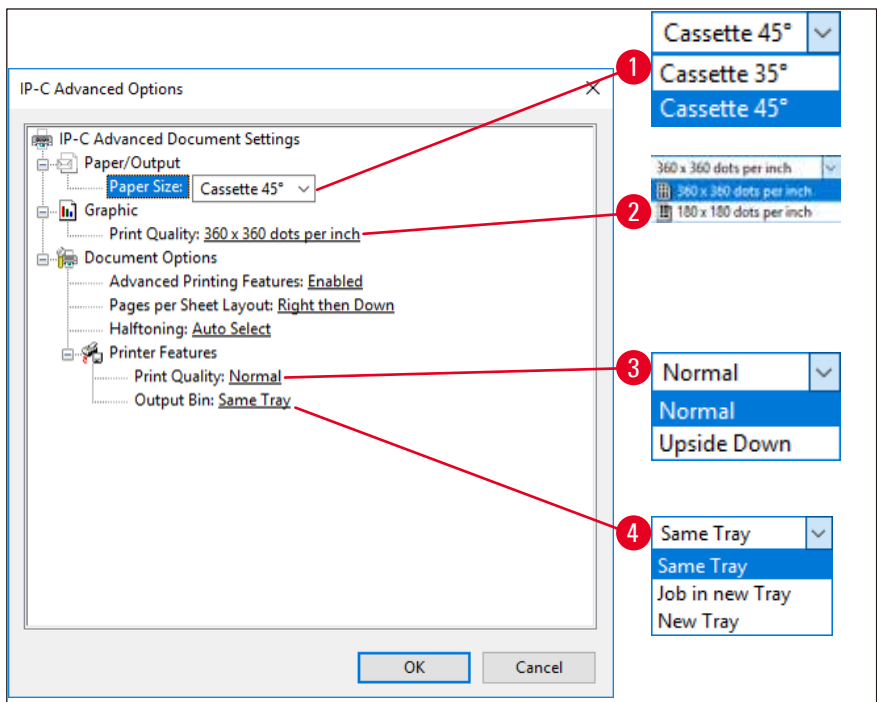 IP-C Advanced Options
IP-C Advanced Document Settings
Paper/Output
Paper Size: Cassette 45°
Graphic
Print Quality: 360 x 360 dots per inch
Document Options
Advanced Printing Features: Enabled
Pages per Sheet Layout: Right then Down
Halftoning: Auto Select
Printer Features
Print Quality: Normal
Output Bin: Same Tray
OK Cancel
1
Cassette 45°
Cassette 35°
Cassette 45°
2
360 x 360 dots per inch
360 x 360 dots per inch
180 x 180 dots per inch
3
Normal
Normal
Upside Down
4
Same Tray
Same Tray
Job in new Tray
New Tray